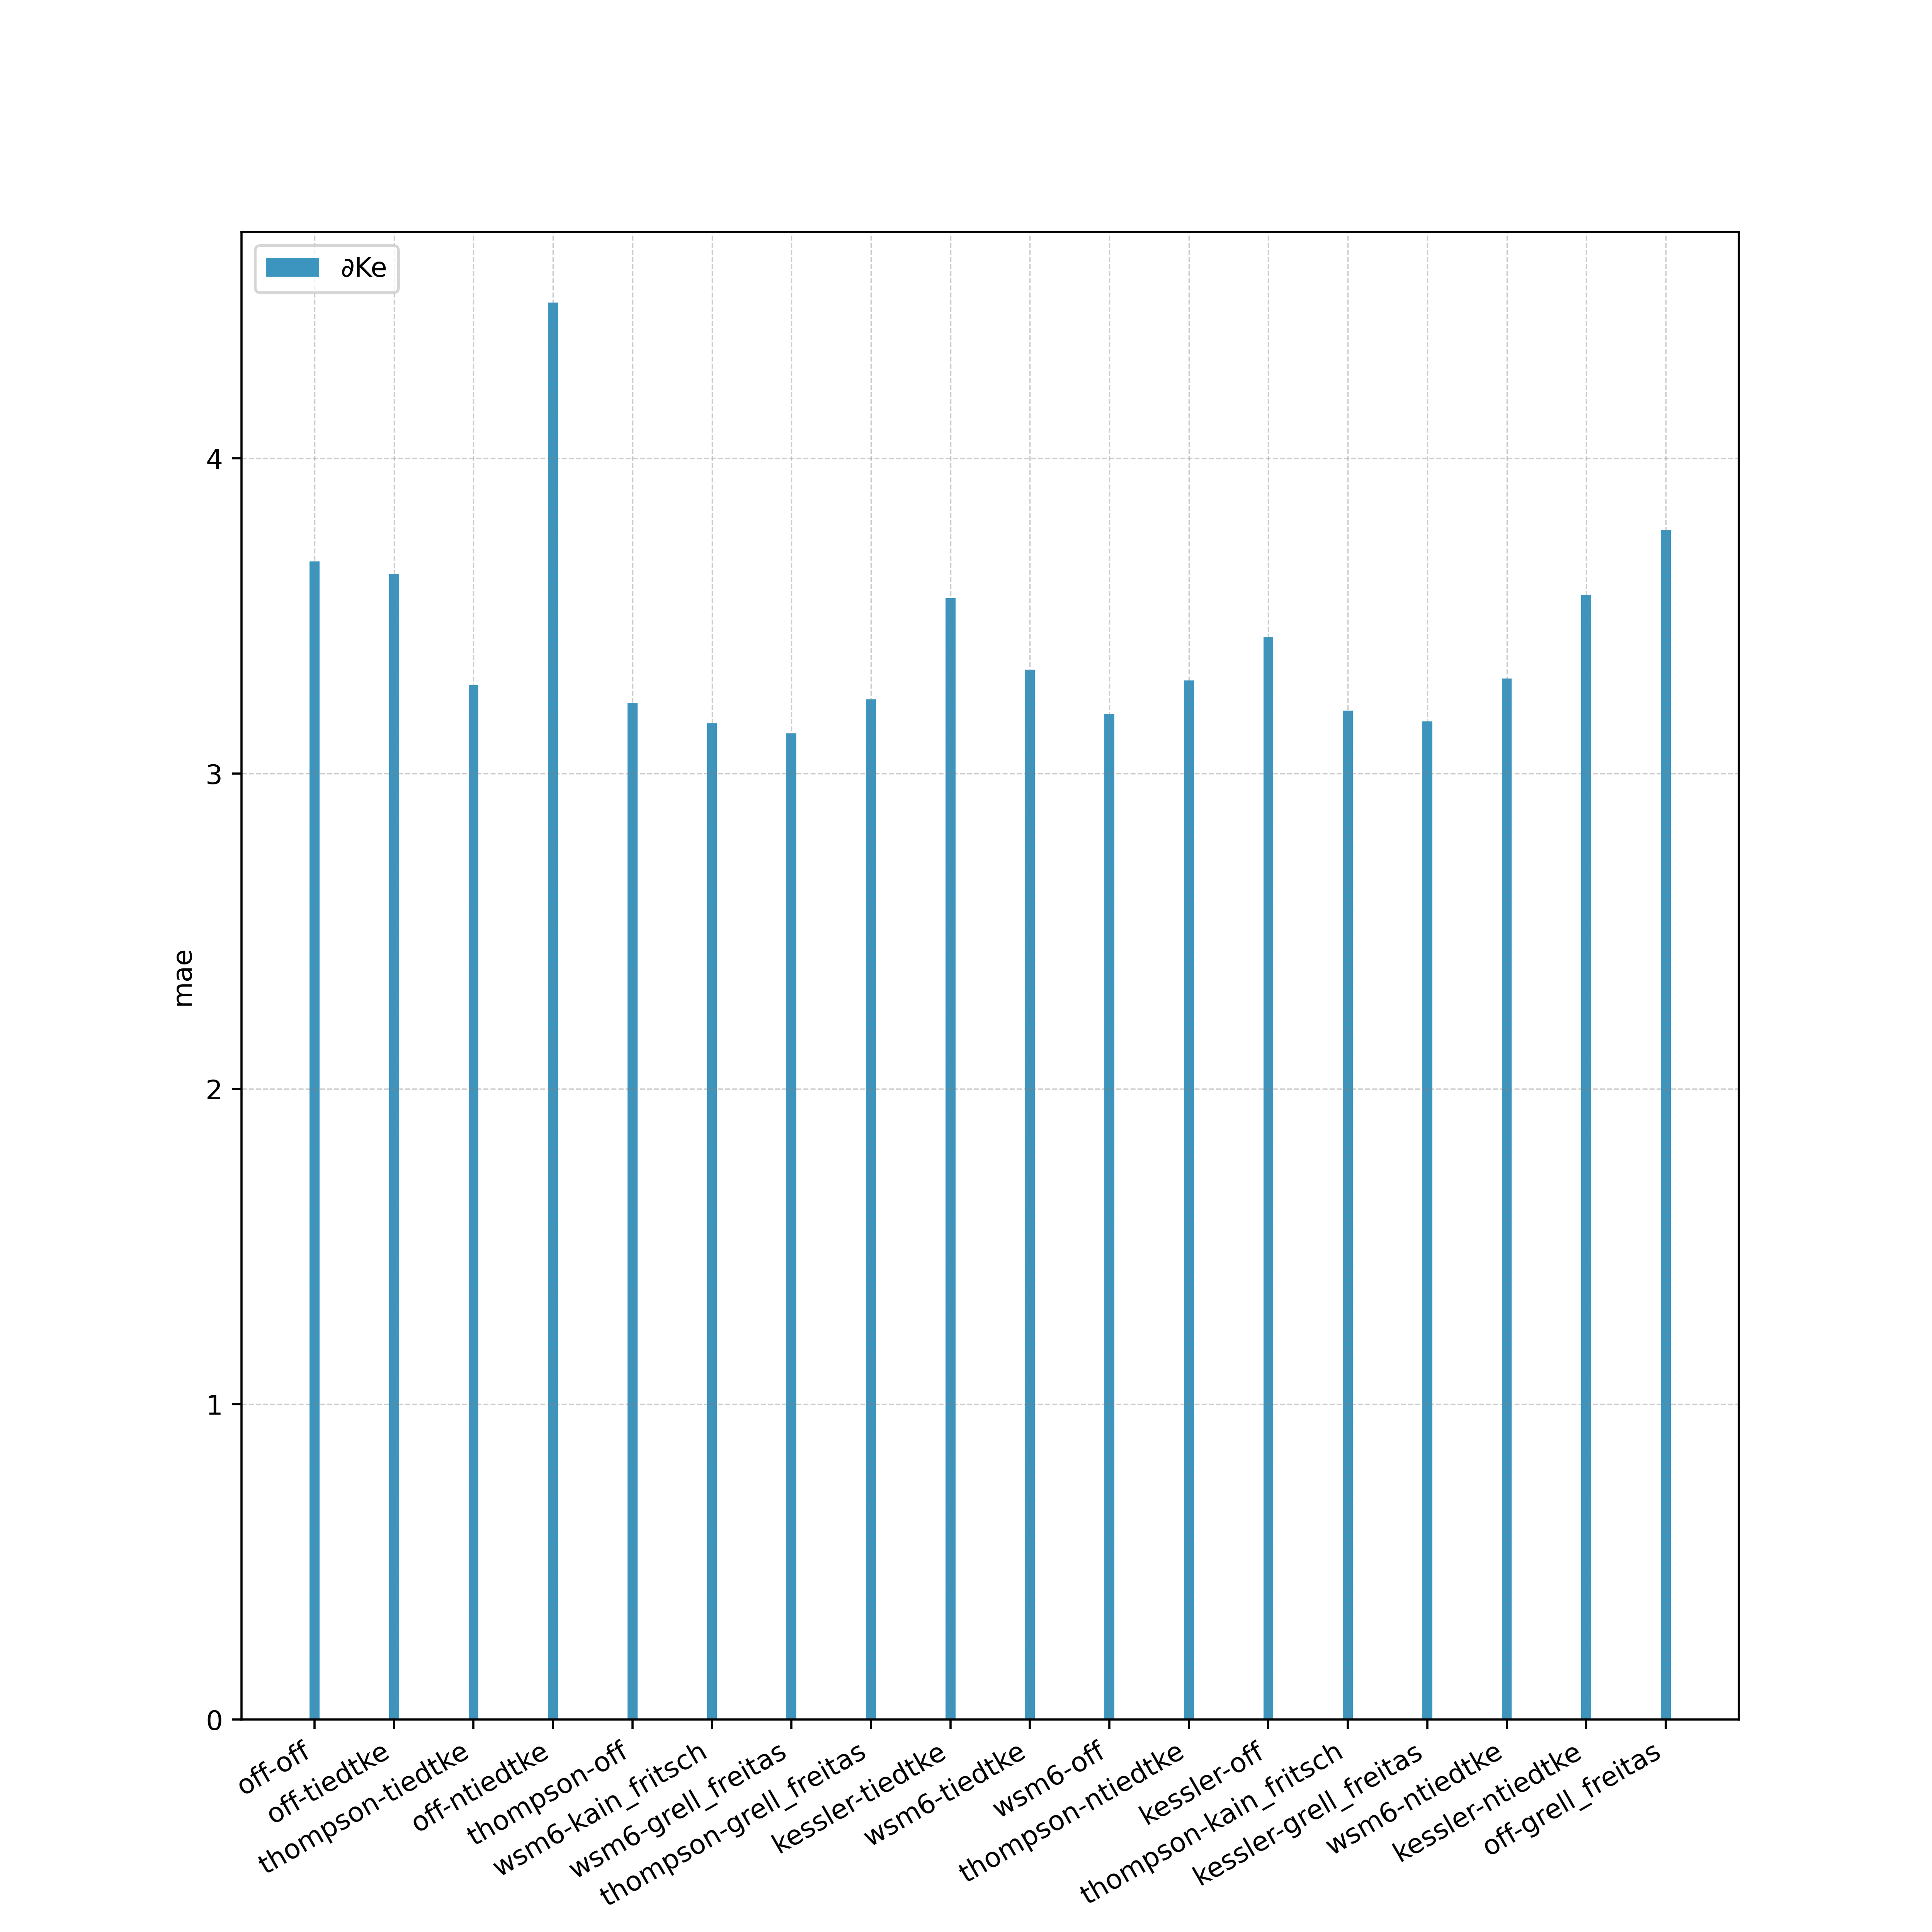 ∂Ke
4
3
2
1
0
mae
off-off
off-tiedtke
thompson-tiedtke
off-ntiedtke
thompson-off
wsm6-kain_fritsch
wsm6-grell_freitas
thompson-grell_freitas
kessler-tiedtke
wsm6-tiedtke
wsm6-off
thompson-ntiedtke
kessler-off
thompson-kain_fritsch
kessler-grell_freitas
wsm6-ntiedtke
kessler-ntiedtke
off-grell_freitas